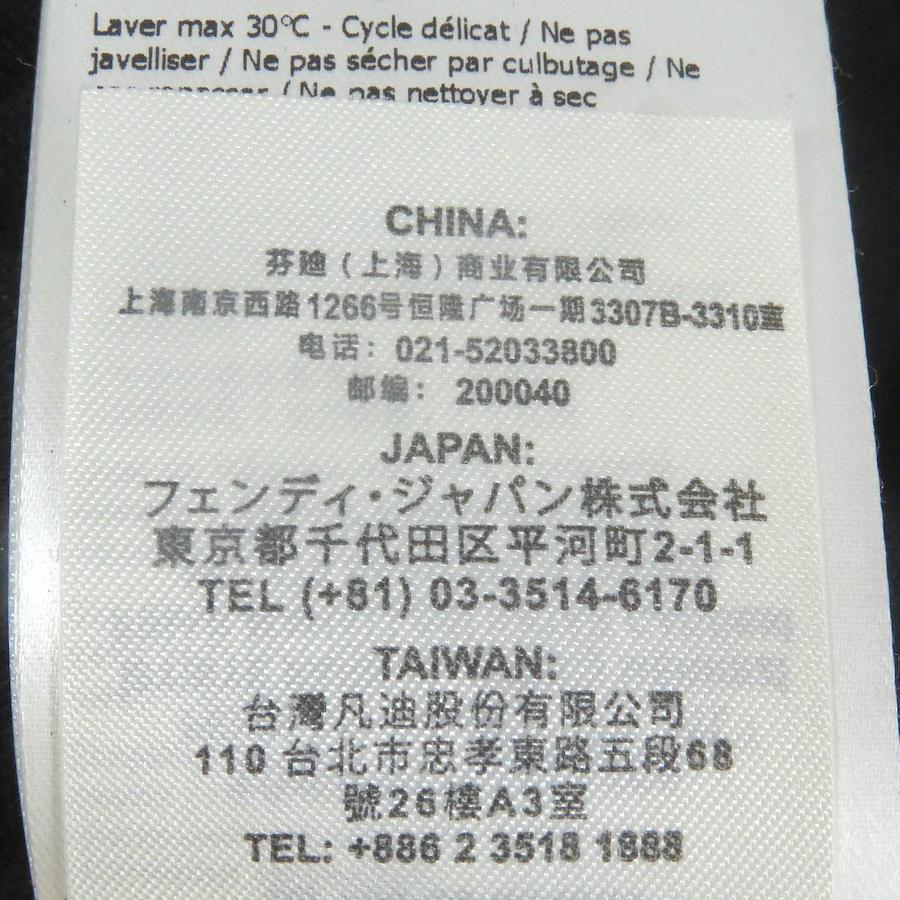 Laver max 30°C - Cycle délicat / Ne pas
javelliser / Ne pas sécher par culbutage / Ne
/ Ne pas nettoyer à sec
CHINA:
芬迪（上海）商业有限公司
上海南京西路1266号恒隆广场一期3307B-3310室
电话：021-52033800
邮编：200040
JAPAN:
フェンディ・ジャパン株式会社
東京都千代田区平河町2-1-1
TEL (+81) 03-3514-6170
TAIWAN:
台灣凡迪股份有限公司
110 台北市忠孝東路五段68
號26樓A3室
TEL: +886 2 3518 1888